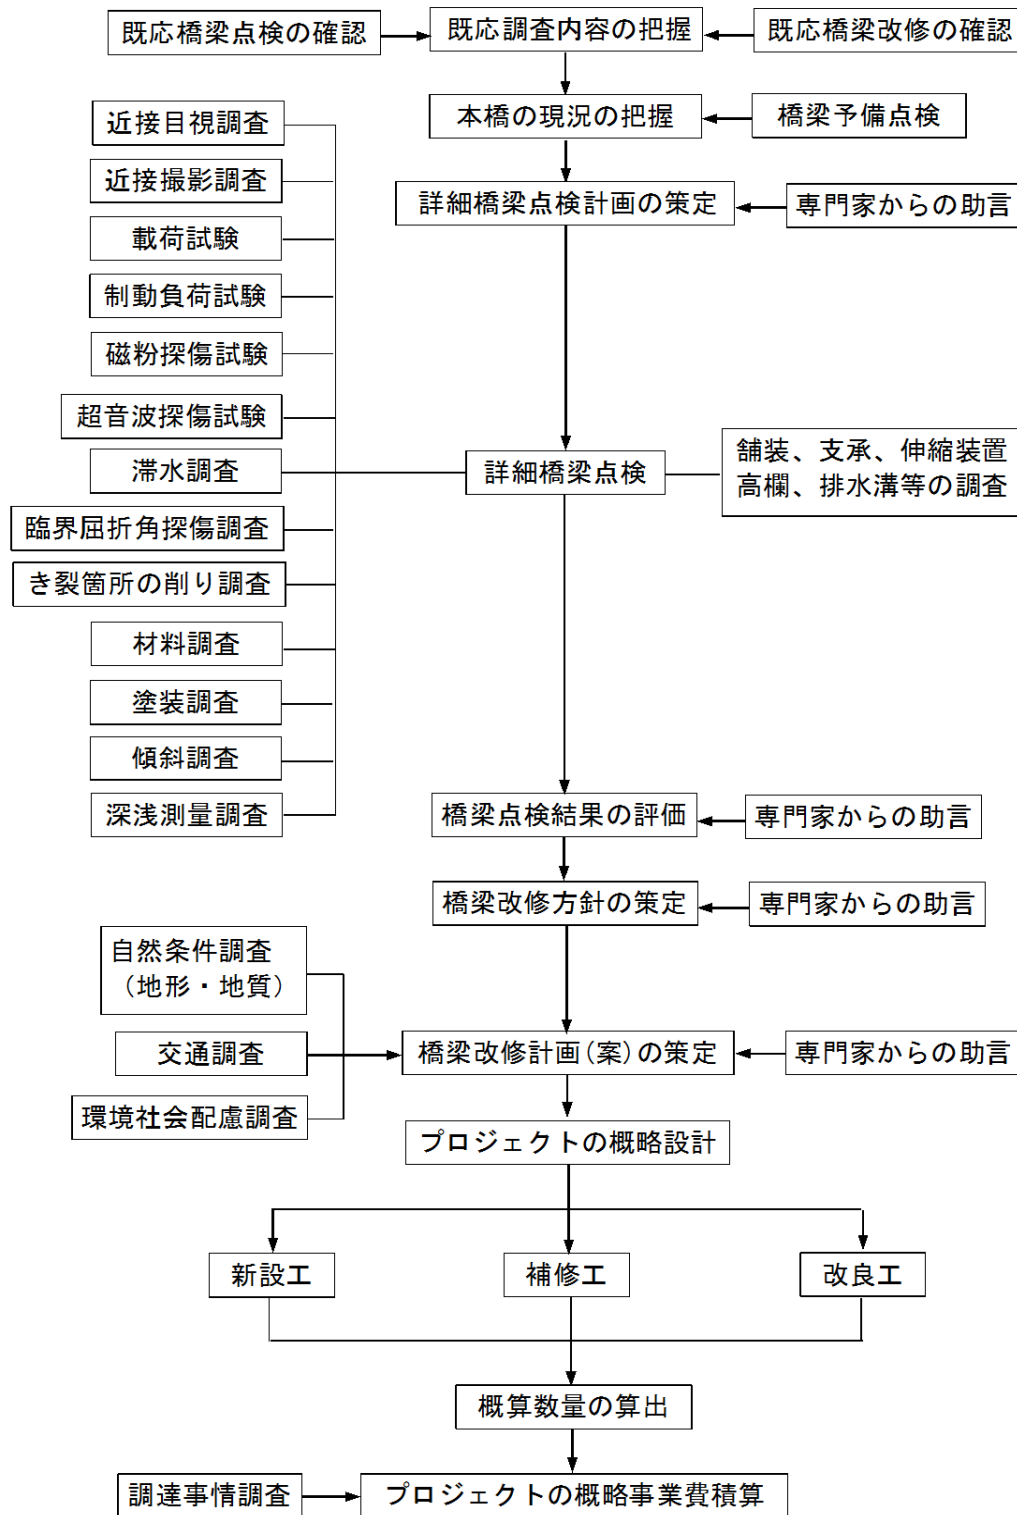 既応橋梁点検の確認
既応調査内容の把握
既応橋梁改修の確認
本橋の現況の把握
橋梁予備点検
近接目視調査
近接撮影調査
詳細橋梁点検計画の策定
専門家からの助言
載荷試験
制動負荷試験
磁粉探傷試験
超音波探傷試験
滞水調査
詳細橋梁点検
舗装、支承、伸縮装置
高欄、排水溝等の調査
臨界屈折角探傷調査
き裂箇所の削り調査
材料調査
塗装調査
傾斜調査
深浅測量調査
橋梁点検結果の評価
専門家からの助言
橋梁改修方針の策定
専門家からの助言
自然条件調査
（地形・地質）
交通調査
橋梁改修計画(案)の策定
専門家からの助言
環境社会配慮調査
プロジェクトの概略設計
新設工
補修工
改良工
概算数量の算出
調達事情調査
プロジェクトの概略事業費積算